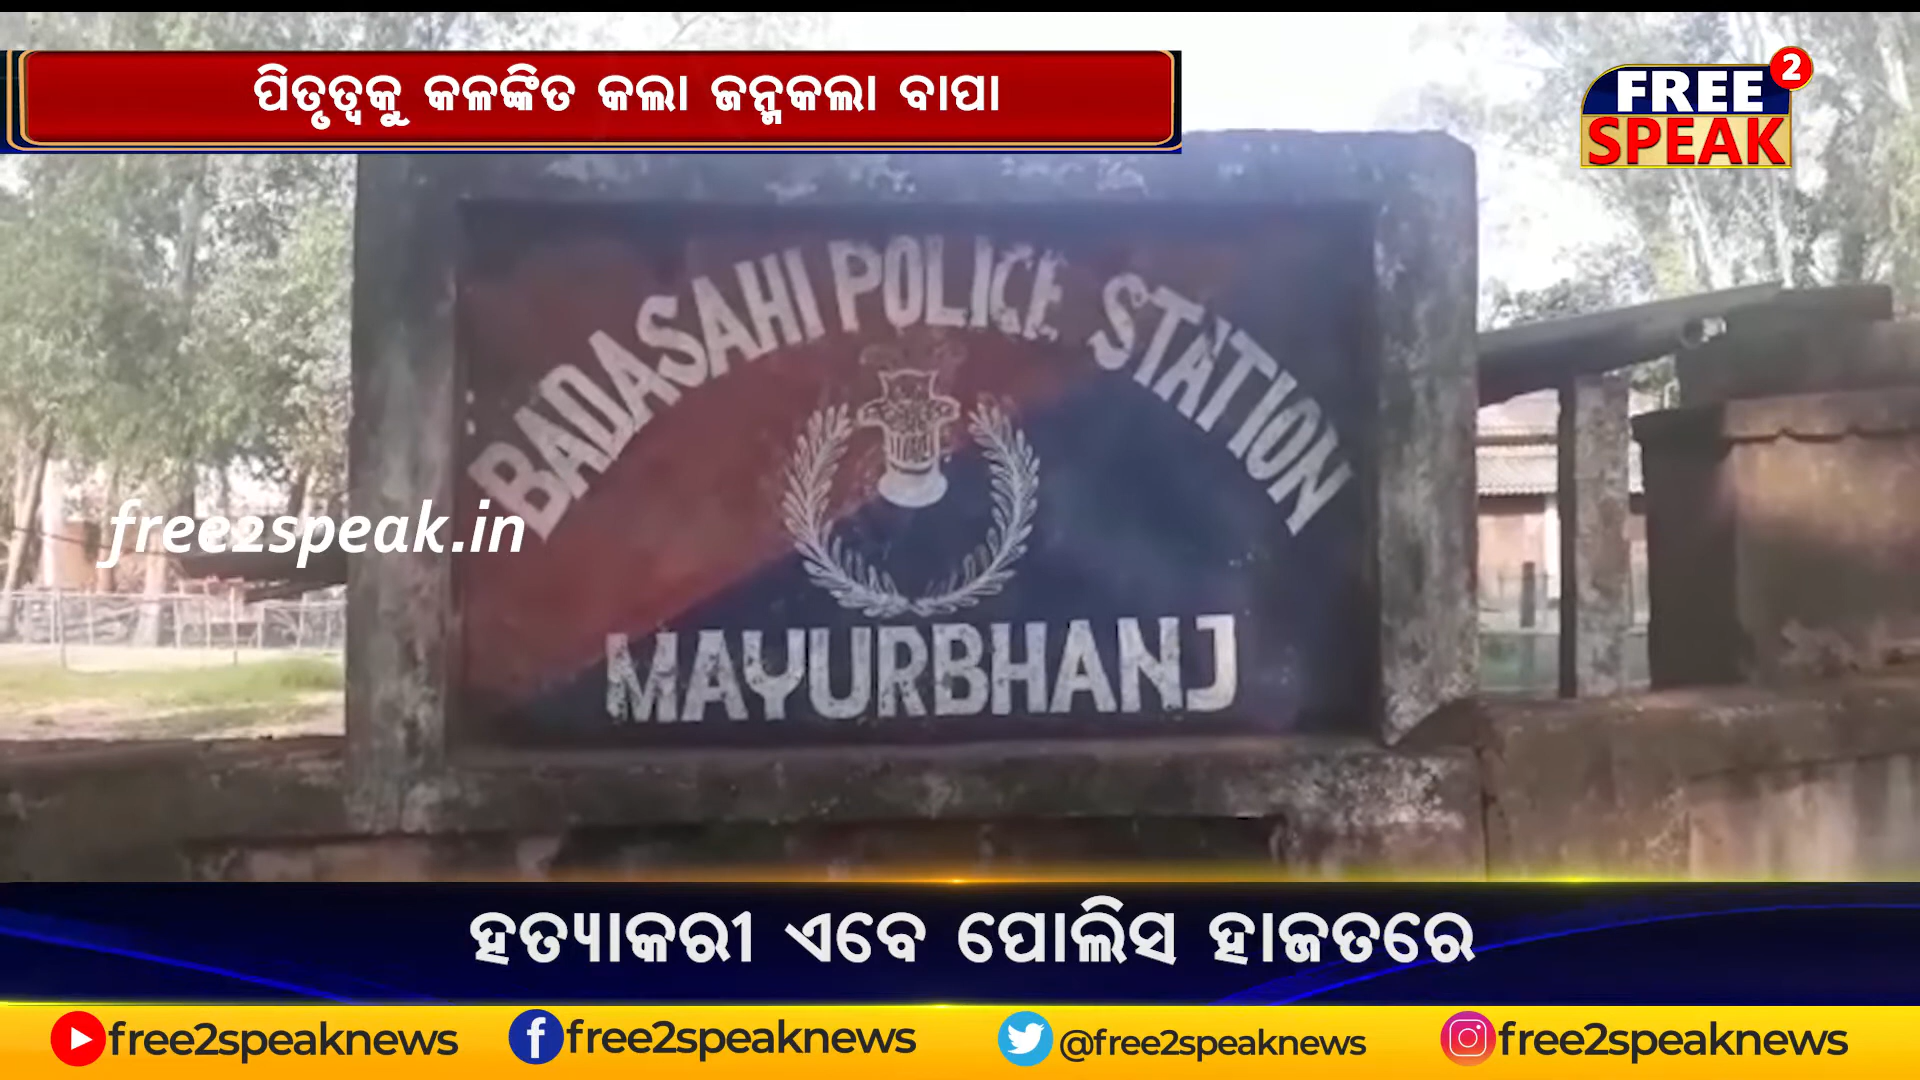 ପିତୃତ୍ୱକୁ କଳଙ୍କିତ କଲା ଜନ୍ମକଲା ବାପା
FREE 2
SPEAK
BADASAHI POLICE STATION
free2speak.in
MAYURBHANJ
ହତ୍ୟାକରୀ ଏବେ ପୋଲିସ ହାଜତରେ
free2speaknews free2speaknews @free2speaknews free2speaknews